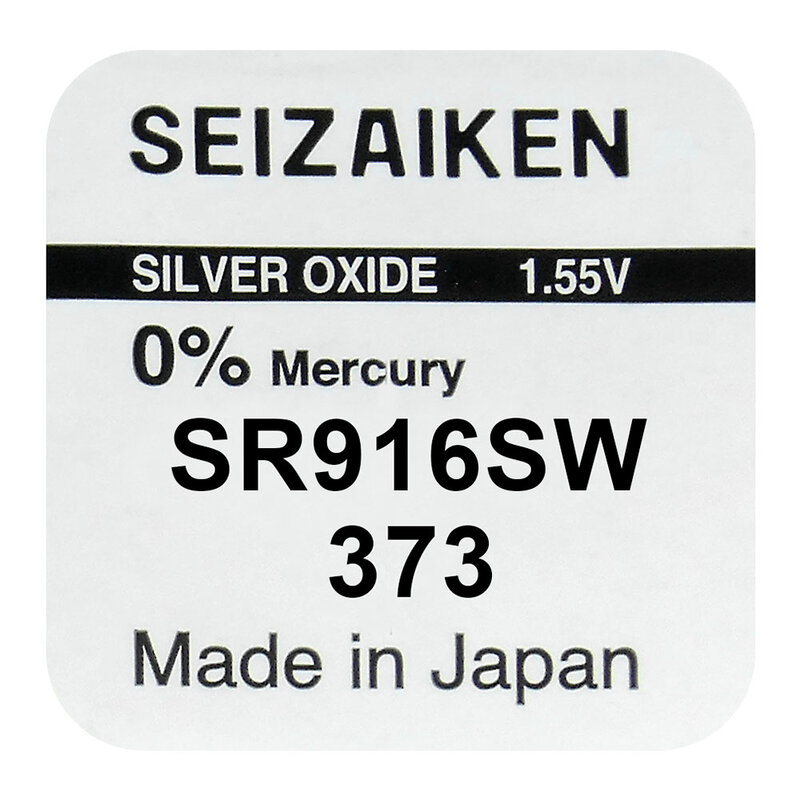 SEIZAIKEN
SILVER OXIDE 1.55V
0% Mercury
SR916SW
373
Made in Japan